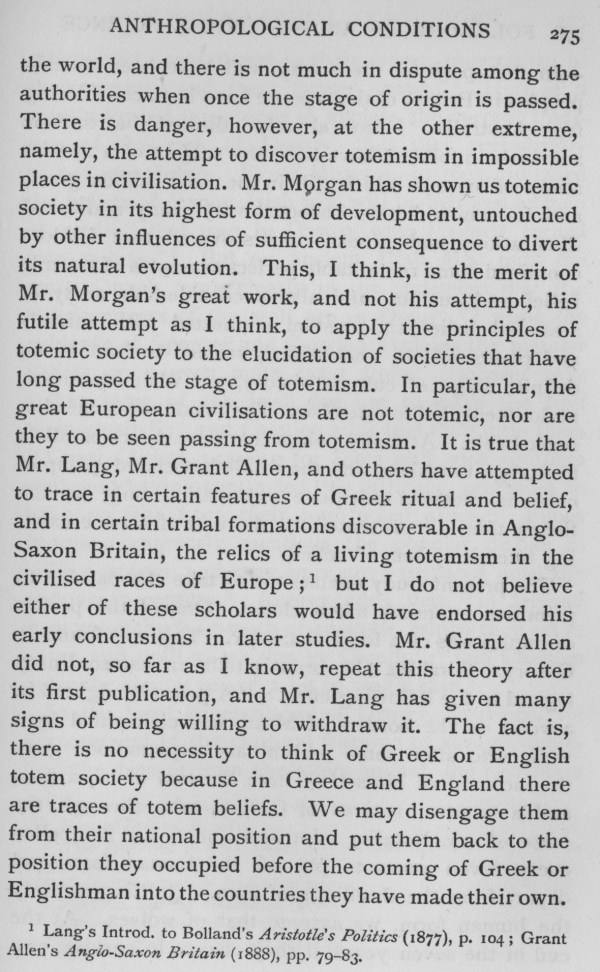 ANTHROPOLOGICAL CONDITIONS 275
the world, and there is not much in dispute among the
authorities when once the stage of origin is passed.
There is danger, however, at the other extreme,
namely, the attempt to discover totemism in impossible
places in civilisation. Mr. Morgan has shown us totemic
society in its highest form of development, untouched
by other influences of sufficient consequence to divert
its natural evolution. This, I think, is the merit of
Mr. Morgan's great work, and not his attempt, his
futile attempt as I think, to apply the principles of
totemic society to the elucidation of societies that have
long passed the stage of totemism. In particular, the
great European civilisations are not totemic, nor are
they to be seen passing from totemism. It is true that
Mr. Lang, Mr. Grant Allen, and others have attempted
to trace in certain features of Greek ritual and belief,
and in certain tribal formations discoverable in Anglo-
Saxon Britain, the relics of a living totemism in the
civilised races of Europe;¹ but I do not believe
either of these scholars would have endorsed his
early conclusions in later studies. Mr. Grant Allen
did not, so far as I know, repeat this theory after
its first publication, and Mr. Lang has given many
signs of being willing to withdraw it. The fact is,
there is no necessity to think of Greek or English
totem society because in Greece and England there
are traces of totem beliefs. We may disengage them
from their national position and put them back to the
position they occupied before the coming of Greek or
Englishman into the countries they have made their own.
¹ Lang's Introd. to Bolland's Aristotle's Politics (1877), p. 104; Grant
Allen's Anglo-Saxon Britain (1888), pp. 79–83.